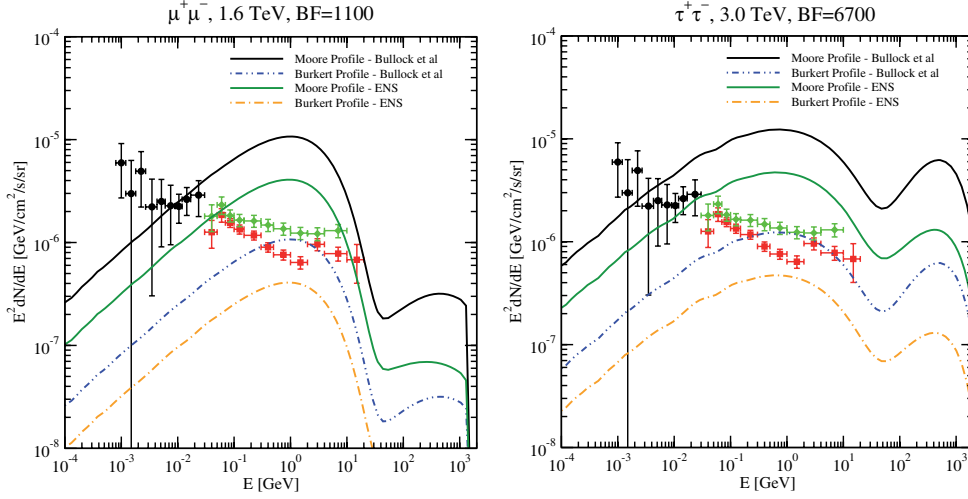 μ⁺μ⁻, 1.6 TeV, BF=1100
10⁻⁴
10⁻⁵
10⁻⁶
10⁻⁷
10⁻⁸
E²dN/dE [GeV/cm²/s/sr]
Moore Profile - Bullock et al
Burkert Profile - Bullock et al
Moore Profile - ENS
Burkert Profile - ENS
10⁻⁴ 10⁻³ 10⁻² 10⁻¹ 10⁰ 10¹ 10² 10³
E [GeV]
τ⁺τ⁻, 3.0 TeV, BF=6700
10⁻⁴
10⁻⁵
10⁻⁶
10⁻⁷
10⁻⁸
E²dN/dE [GeV/cm²/s/sr]
Moore Profile - Bullock et al
Burkert Profile - Bullock et al
Moore Profile - ENS
Burkert Profile - ENS
10⁻⁴ 10⁻³ 10⁻² 10⁻¹ 10⁰ 10¹ 10² 10³
E [GeV]